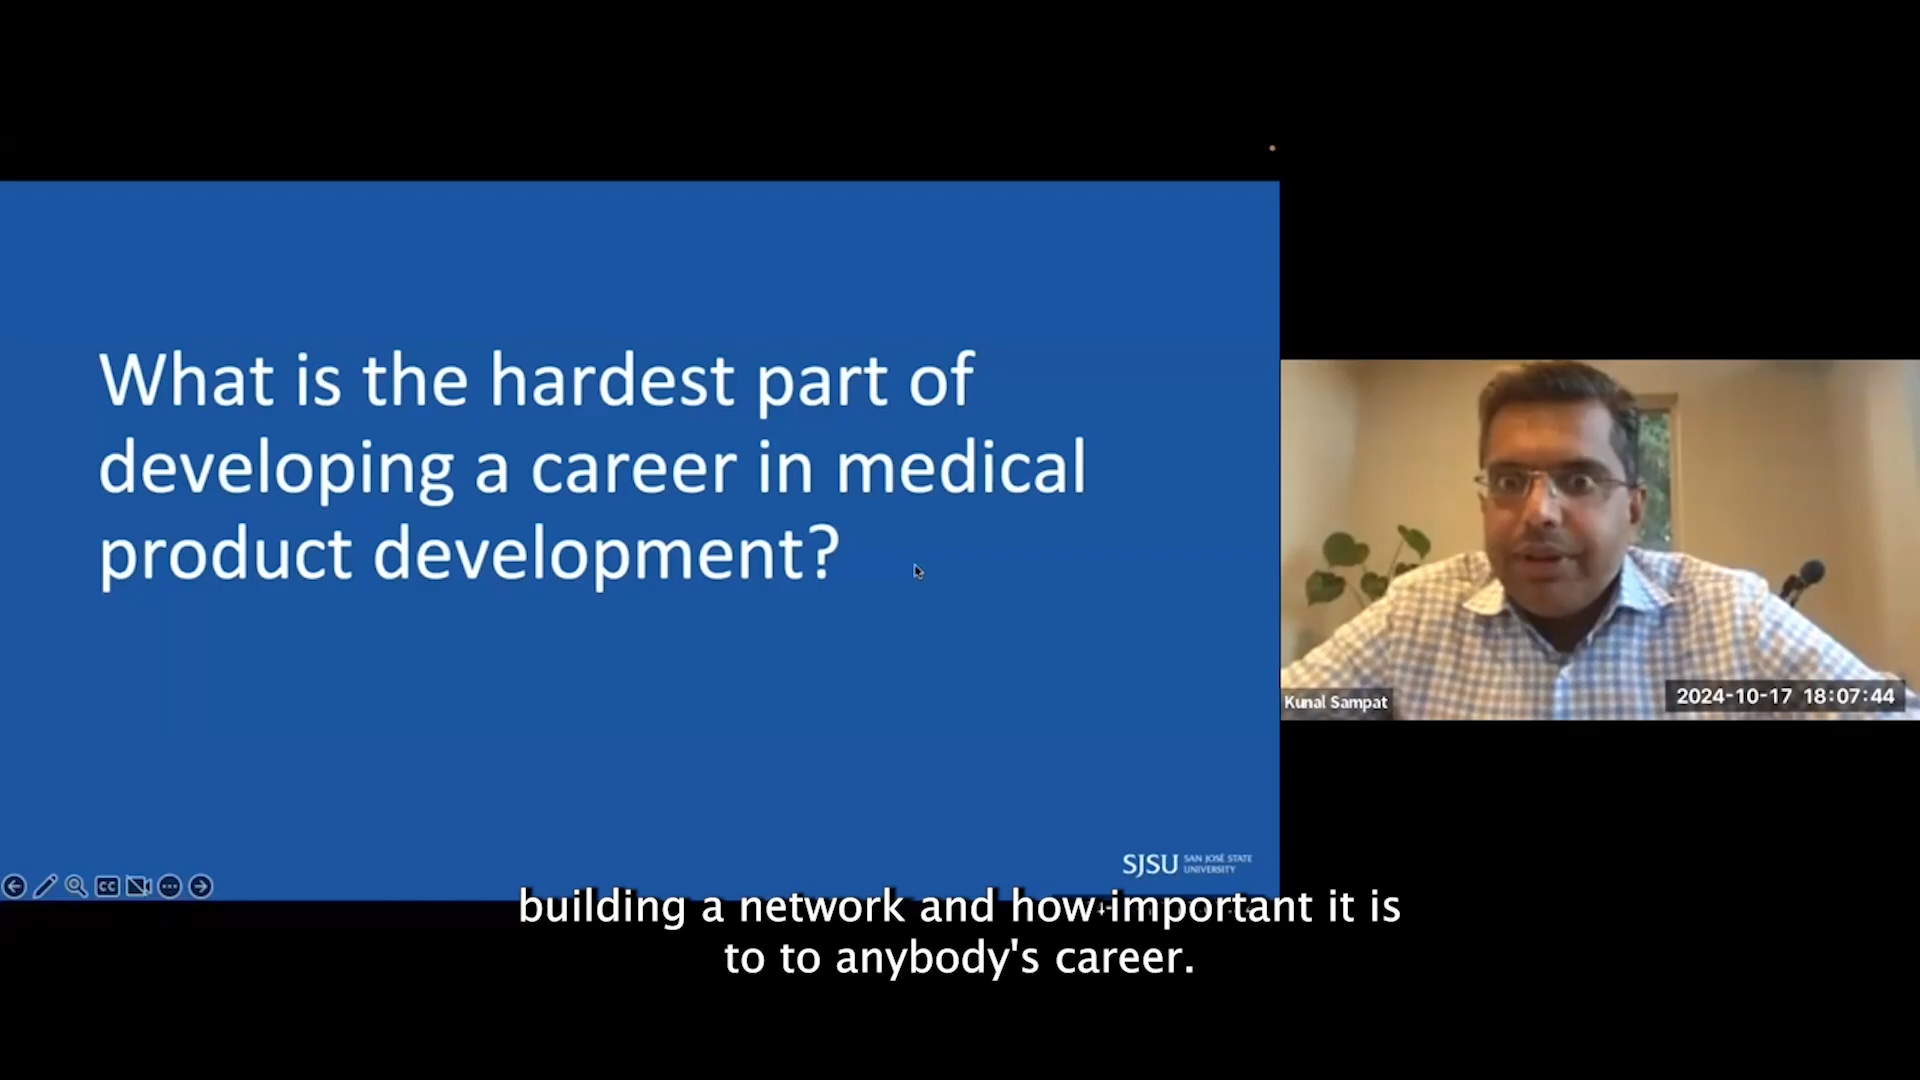 What is the hardest part of
developing a career in medical
product development?
SJSU SAN JOSÉ STATE
UNIVERSITY
CC
Kunal Sampat
2024-10-17 18:07:44
building a network and how important it is
to to anybody's career.